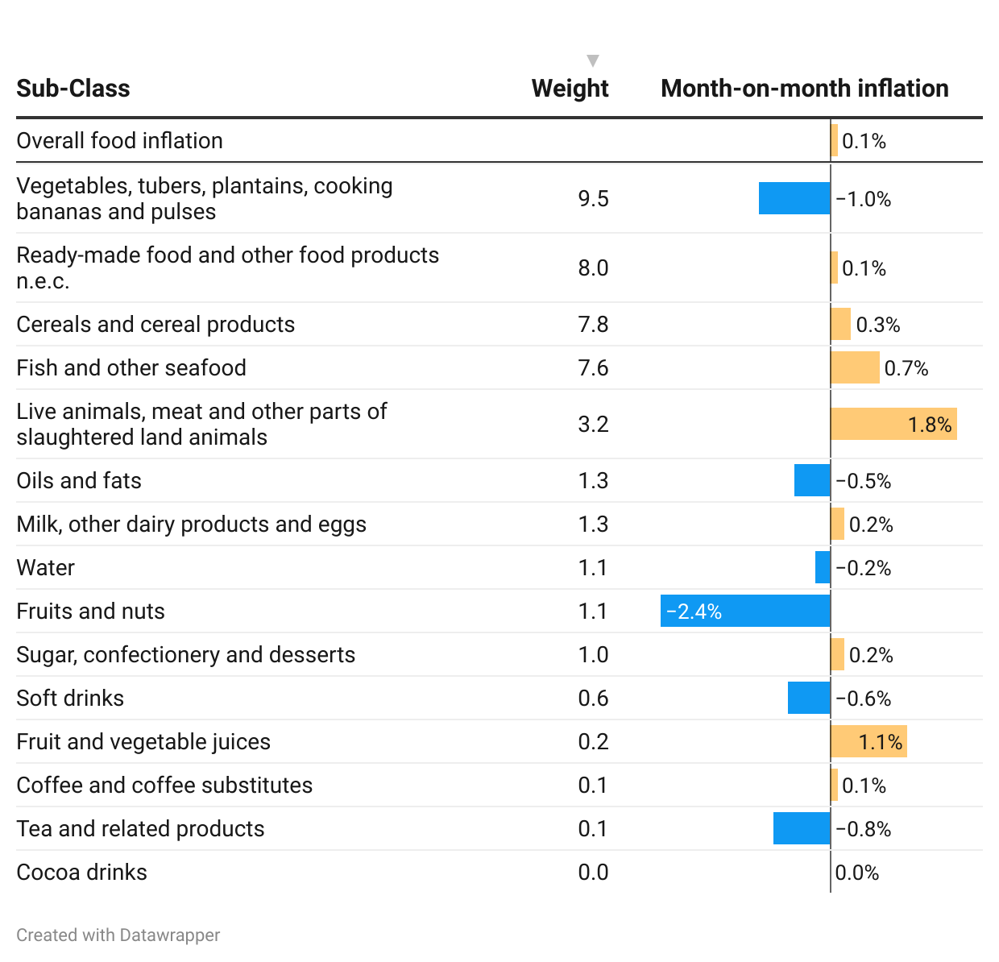 Sub-Class Weight Month-on-month inflation
Overall food inflation 0.1%
Vegetables, tubers, plantains, cooking
bananas and pulses 9.5 −1.0%
Ready-made food and other food products
n.e.c. 8.0 0.1%
Cereals and cereal products 7.8 0.3%
Fish and other seafood 7.6 0.7%
Live animals, meat and other parts of
slaughtered land animals 3.2 1.8%
Oils and fats 1.3 −0.5%
Milk, other dairy products and eggs 1.3 0.2%
Water 1.1 −0.2%
Fruits and nuts 1.1 −2.4%
Sugar, confectionery and desserts 1.0 0.2%
Soft drinks 0.6 −0.6%
Fruit and vegetable juices 0.2 1.1%
Coffee and coffee substitutes 0.1 0.1%
Tea and related products 0.1 −0.8%
Cocoa drinks 0.0 0.0%
Created with Datawrapper